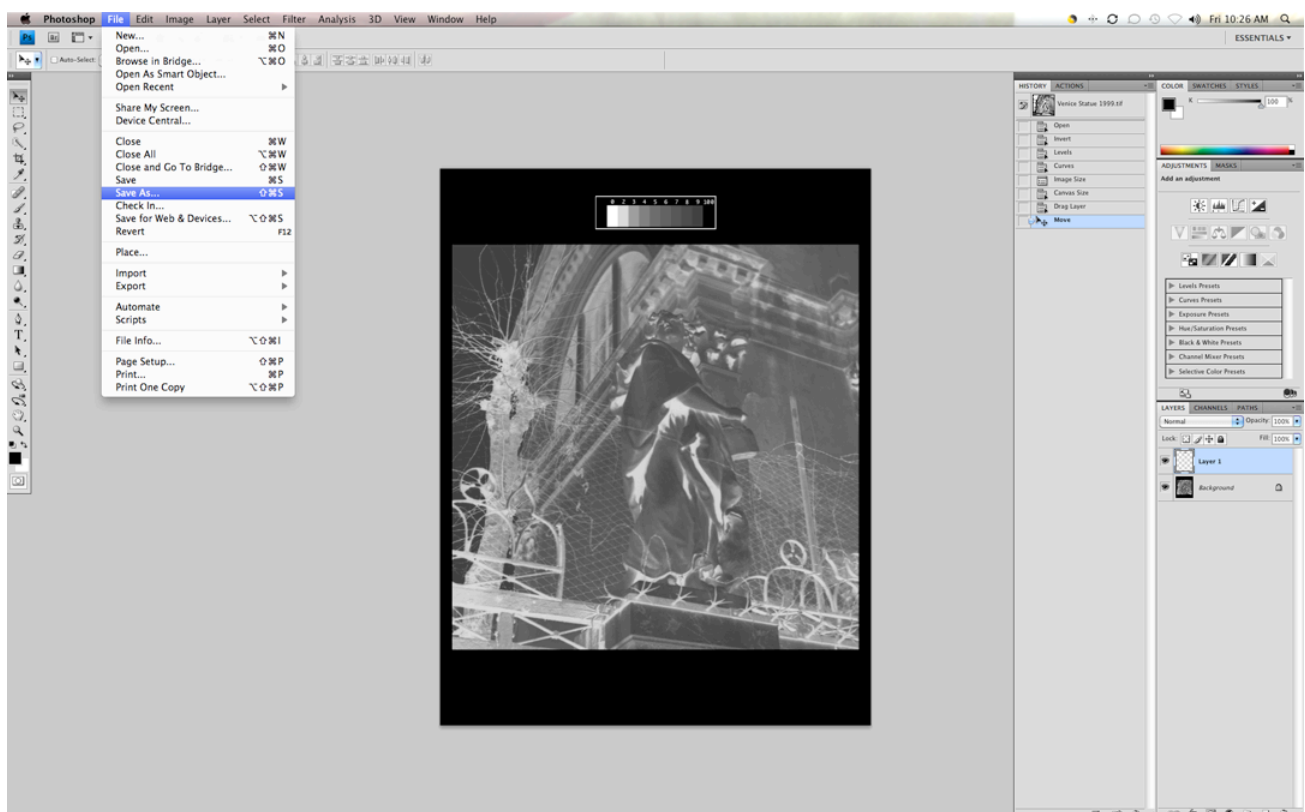 Photoshop File Edit Image Layer Select Filter Analysis 3D View Window Help Fri 10:26 AM
Ps Br ESSENTIALS
Auto-Select:
New... ⌘N
Open... ⌘O
Browse in Bridge... ⌥⌘O
Open As Smart Object...
Open Recent
Share My Screen...
Device Central...
Close ⌘W
Close All ⌥⌘W
Close and Go To Bridge... ⇧⌘W
Save ⌘S
Save As... ⇧⌘S
Check In...
Save for Web & Devices... ⌥⇧⌘S
Revert F12
Place...
Import
Export
Automate
Scripts
File Info... ⌥⇧⌘I
Page Setup... ⇧⌘P
Print... ⌘P
Print One Copy ⌥⇧⌘P
0 2 3 4 5 6 7 8 9 100
HISTORY ACTIONS
Venice Statue 1999.tif
Open
Invert
Levels
Curves
Image Size
Canvas Size
Drag Layer
Move
COLOR SWATCHES STYLES
K 100 %
ADJUSTMENTS MASKS
Add an adjustment
Levels Presets
Curves Presets
Exposure Presets
Hue/Saturation Presets
Black & White Presets
Channel Mixer Presets
Selective Color Presets
LAYERS CHANNELS PATHS
Normal Opacity: 100%
Lock: Fill: 100%
Layer 1
Background